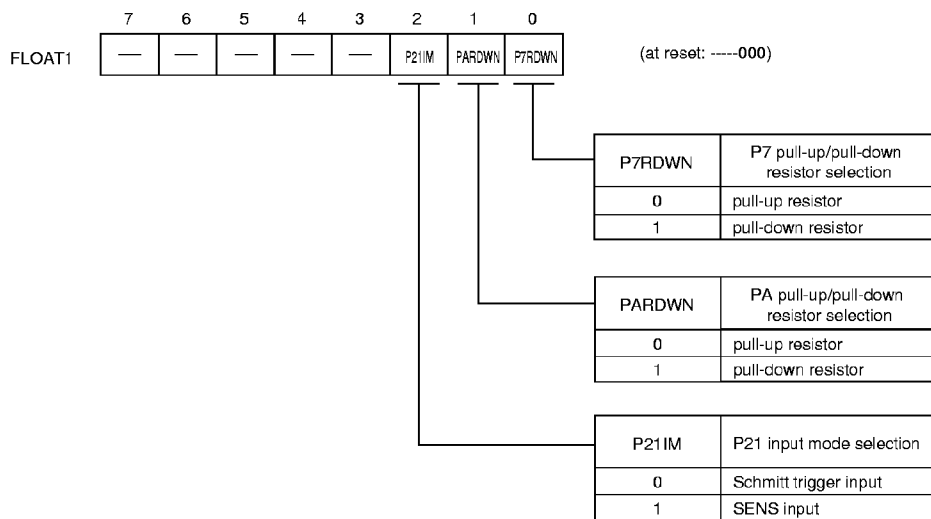 7 6 5 4 3 2 1 0
FLOAT1 — — — — — P21IM PARDWN P7RDWN (at reset: -----000)
P7RDWN P7 pull-up/pull-down
resistor selection
0 pull-up resistor
1 pull-down resistor
PARDWN PA pull-up/pull-down
resistor selection
0 pull-up resistor
1 pull-down resistor
P21IM P21 input mode selection
0 Schmitt trigger input
1 SENS input